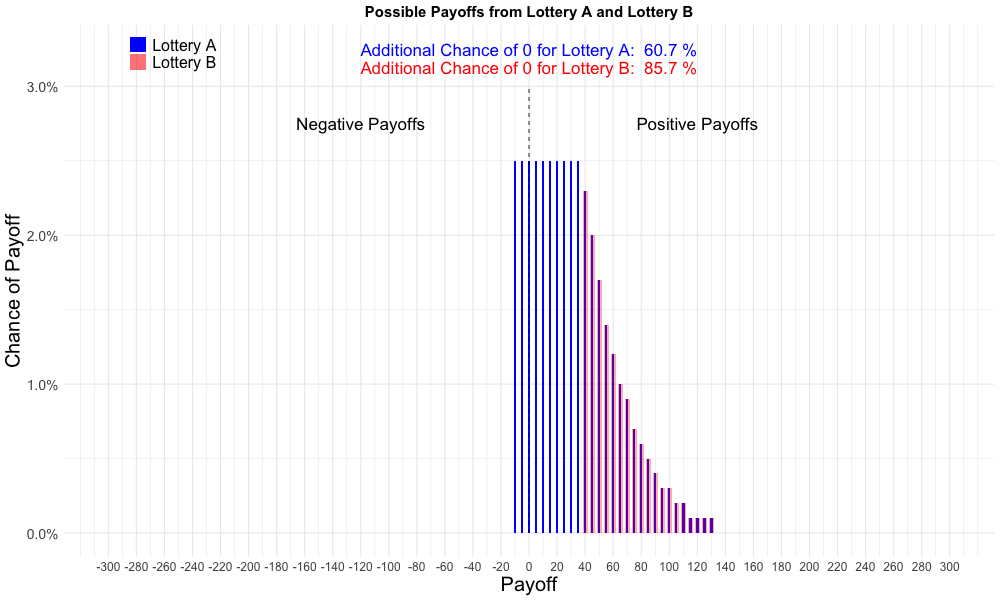 Possible Payoffs from Lottery A and Lottery B
Lottery A
Lottery B
Additional Chance of 0 for Lottery A: 60.7 %
Additional Chance of 0 for Lottery B: 85.7 %
Negative Payoffs
Positive Payoffs
Chance of Payoff
3.0%
2.0%
1.0%
0.0%
-300 -280 -260 -240 -220 -200 -180 -160 -140 -120 -100 -80 -60 -40 -20 0 20 40 60 80 100 120 140 160 180 200 220 240 260 280 300
Payoff